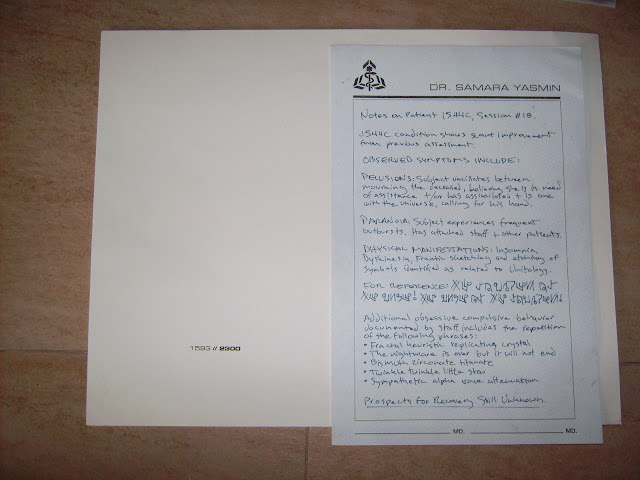 DR. SAMARA YASMIN
Notes on Patient 1544C, Session #18.
1544C condition shows scant improvement
from previous assessment.
OBSERVED SYMPTOMS INCLUDE:
DELUSIONS: Subject vacillates between
mourning the deceased, believing she is in need
of assistance +/or has assimilated + is one
with the universe, calling for his hand.
PARANOIA: Subject experiences frequent
outbursts. Has attacked staff + other patients.
PHYSICAL MANIFESTATIONS: Insomnia,
Dyskinesia, Frantic sketching and etching of
symbols identified as related to Unitology.
FOR REFERENCE:
Additional obsessive compulsive behavior
documented by staff includes the repetition
of the following phrases:
• Fractal heuristic replicating crystal
• The nightmare is over but it will not end
• Bismuth zirconate titanate
• Twinkle twinkle little star
• Sympathetic alpha wave attenuation
Prospects for Recovery Still Unknown.
MD. MD.
1593 // 2300